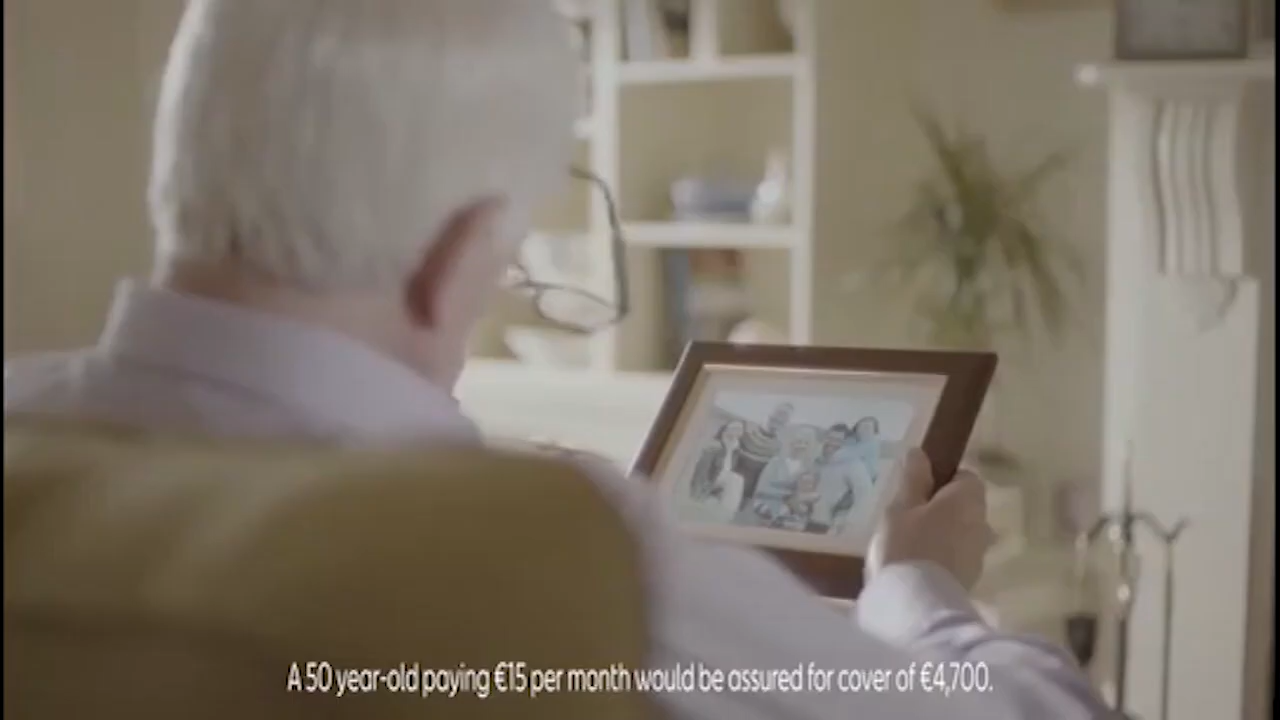 A 50 year-old paying €15 per month would be assured for cover of €4,700.